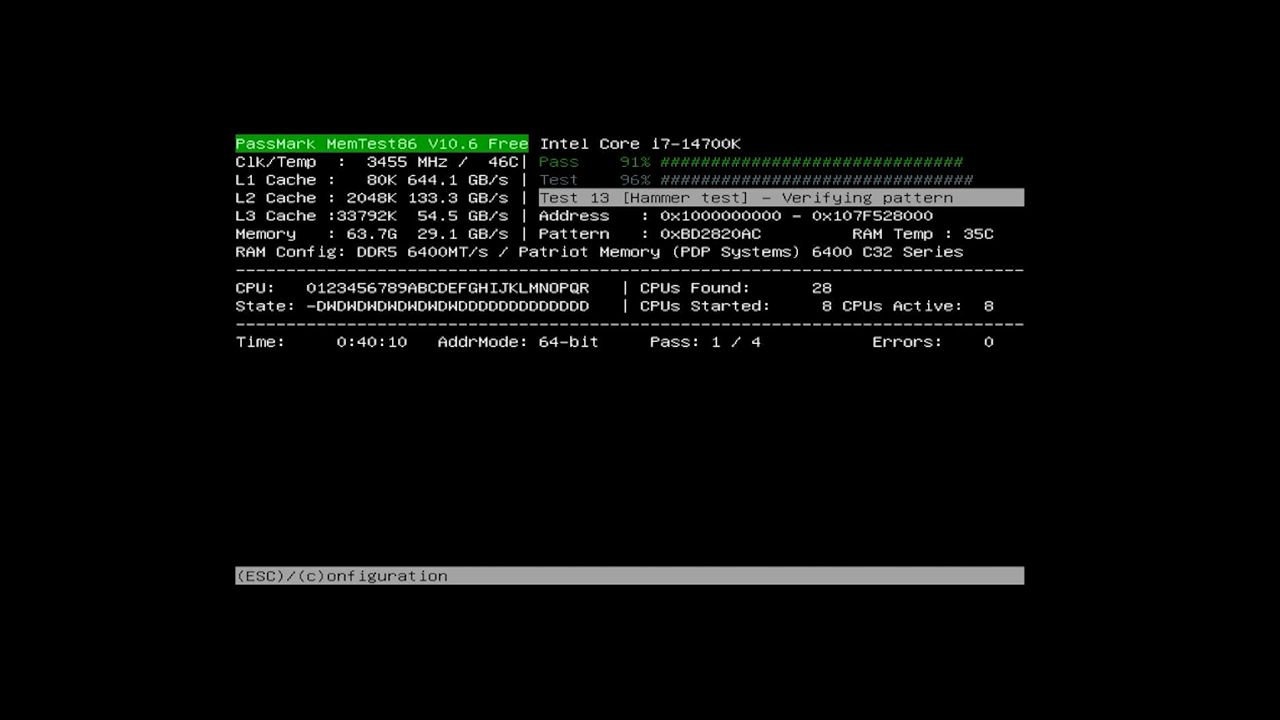 PassMark MemTest86 V10.6 Free Intel Core i7-14700K
Clk/Temp : 3455 MHz / 46C| Pass 91% ##############################
L1 Cache : 80K 644.1 GB/s | Test 96% ###############################
L2 Cache : 2048K 133.3 GB/s | Test 13 [Hammer test] - Verifying pattern
L3 Cache :33792K 54.5 GB/s | Address : 0x1000000000 - 0x107F528000
Memory : 63.7G 29.1 GB/s | Pattern : 0xBD2820AC RAM Temp : 35C
RAM Config: DDR5 6400MT/s / Patriot Memory (PDP Systems) 6400 C32 Series
------------------------------------------------------------------------------
CPU: 0123456789ABCDEFGHIJKLMNOPQR | CPUs Found: 28
State: -DWDWDWDWDWDWDWDDDDDDDDDDDDD | CPUs Started: 8 CPUs Active: 8
------------------------------------------------------------------------------
Time: 0:40:10 AddrMode: 64-bit Pass: 1 / 4 Errors: 0
(ESC)/(c)onfiguration